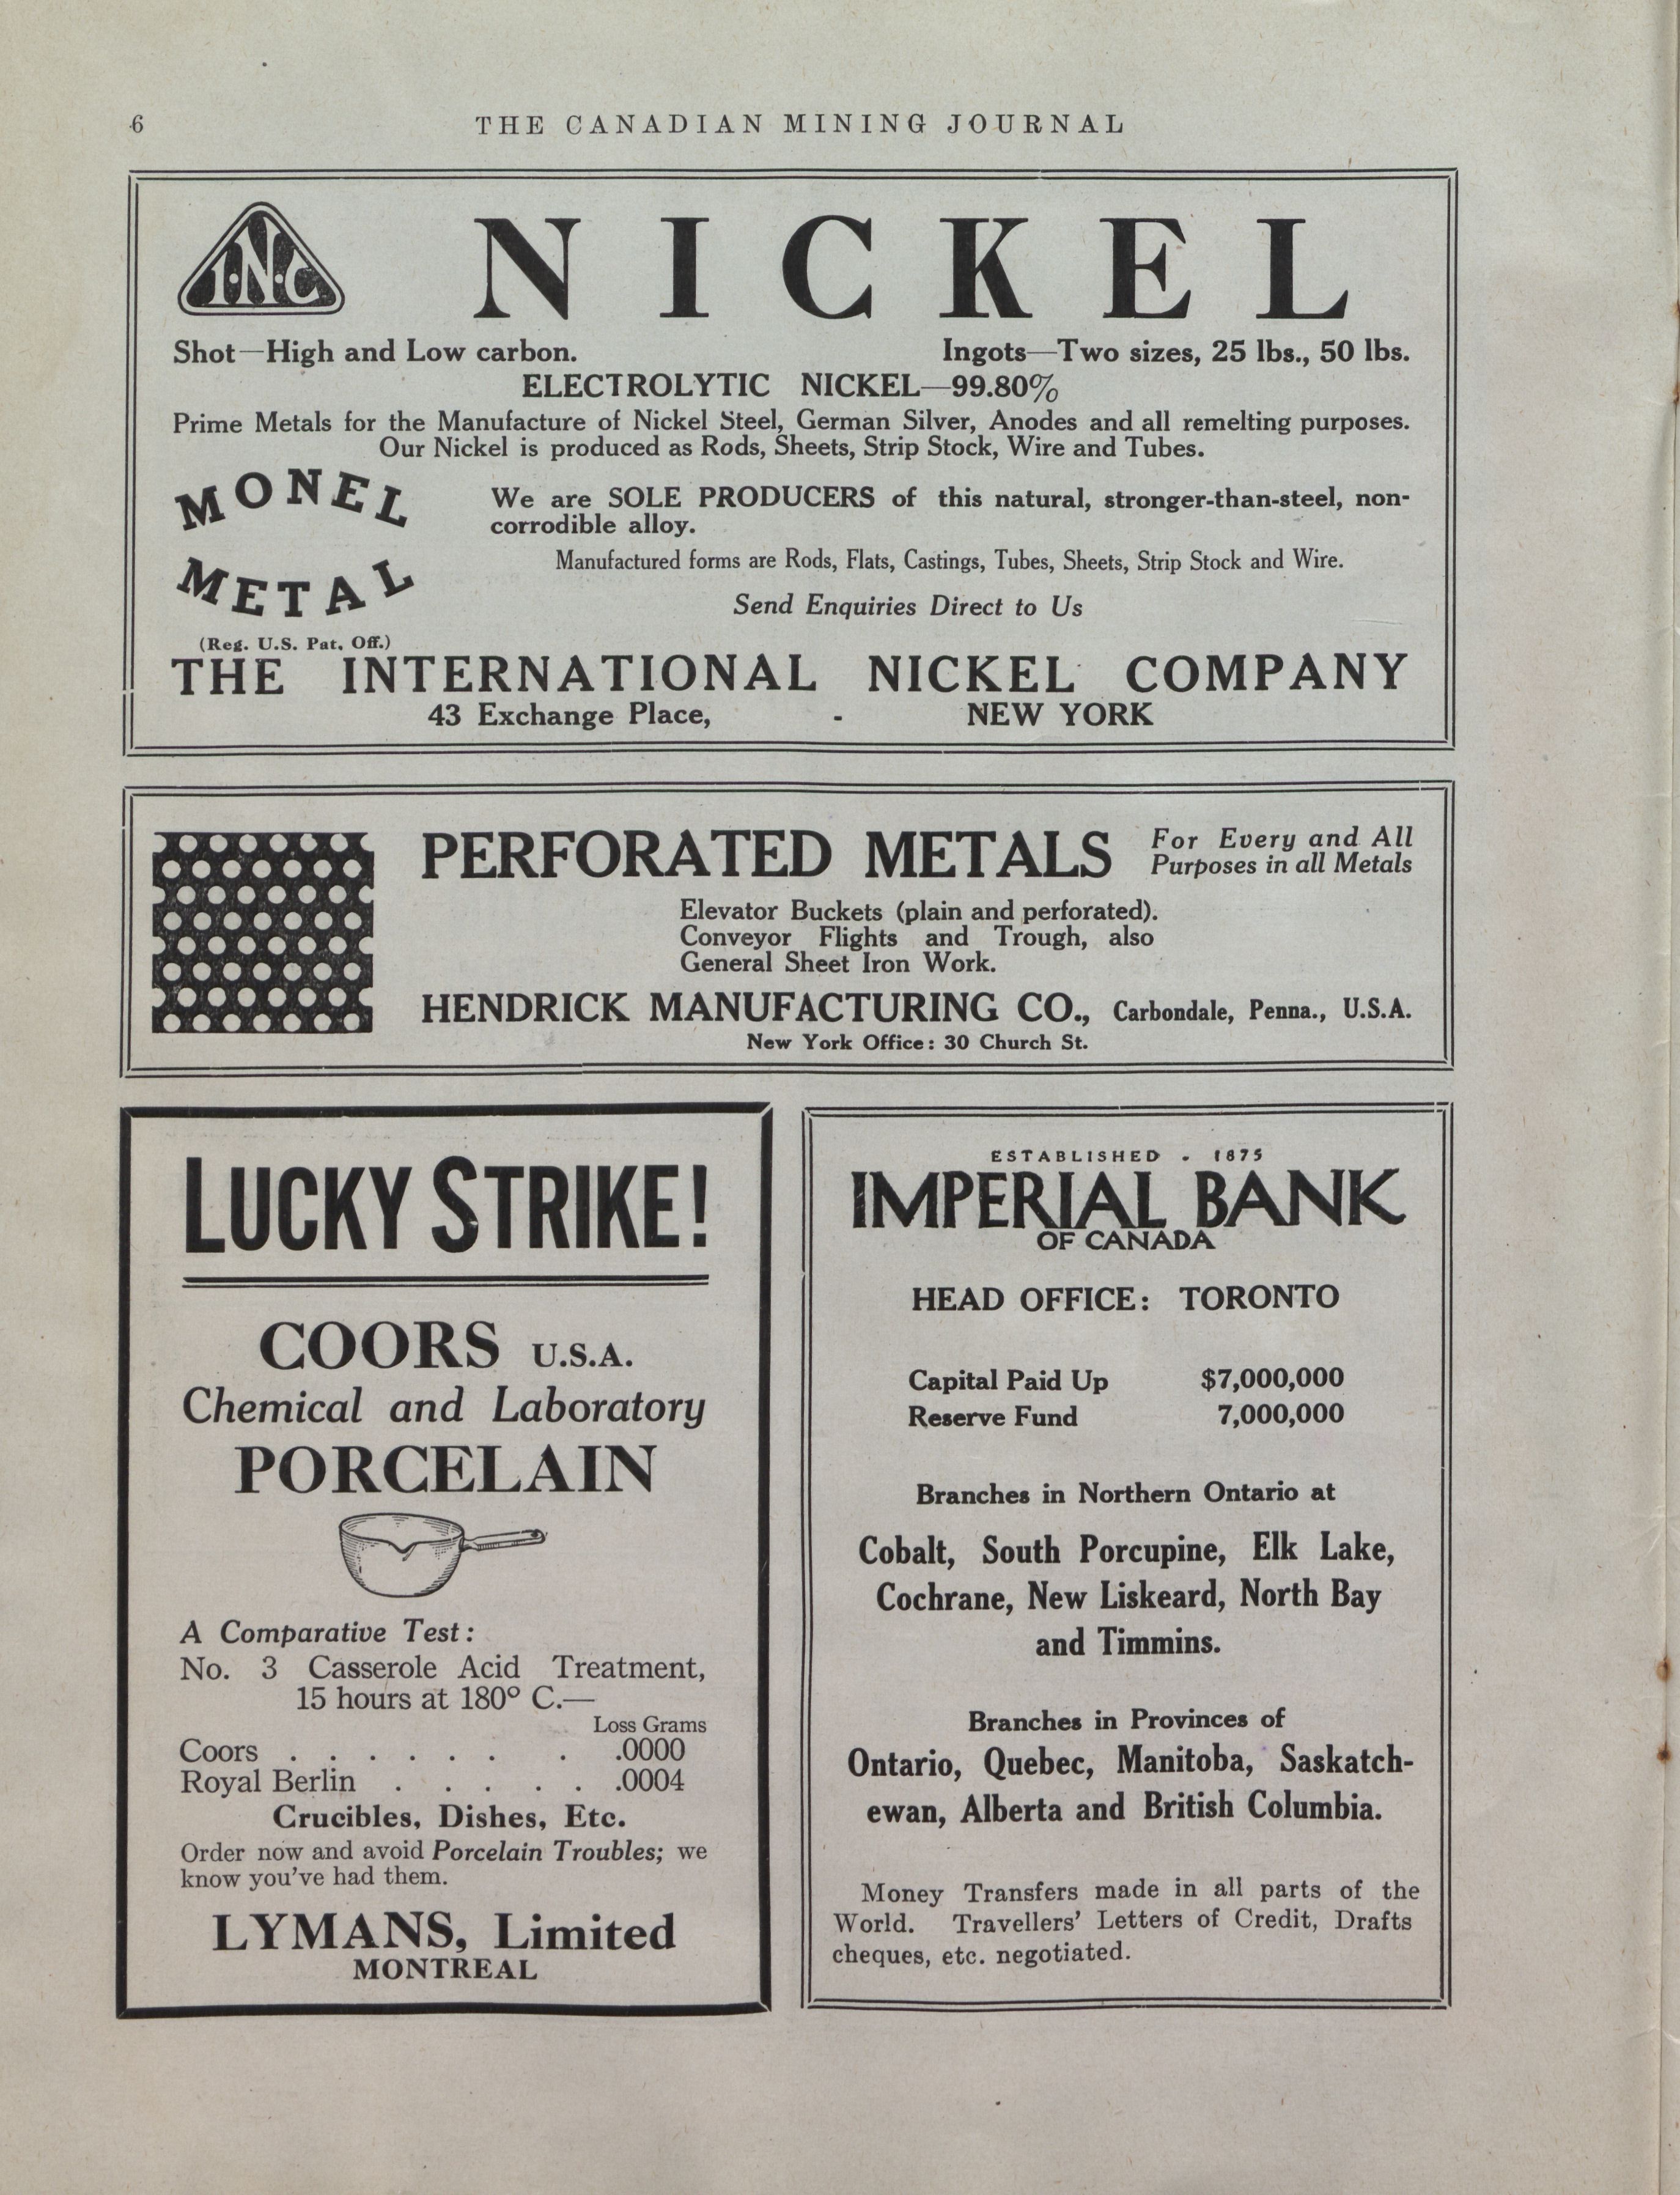 6
THE CANADIAN MINING JOURNAL
I·N·C
NICKEL
Shot—High and Low carbon.
Ingots—Two sizes, 25 lbs., 50 lbs.
ELECTROLYTIC NICKEL—99.80%
Prime Metals for the Manufacture of Nickel Steel, German Silver, Anodes and all remelting purposes.
Our Nickel is produced as Rods, Sheets, Strip Stock, Wire and Tubes.
MONEL
METAL
(Reg. U.S. Pat. Off.)
We are SOLE PRODUCERS of this natural, stronger-than-steel, non-
corrodible alloy.
Manufactured forms are Rods, Flats, Castings, Tubes, Sheets, Strip Stock and Wire.
Send Enquiries Direct to Us
THE INTERNATIONAL NICKEL COMPANY
43 Exchange Place, - NEW YORK
PERFORATED METALS
For Every and All
Purposes in all Metals
Elevator Buckets (plain and perforated).
Conveyor Flights and Trough, also
General Sheet Iron Work.
HENDRICK MANUFACTURING CO., Carbondale, Penna., U.S.A.
New York Office: 30 Church St.
LUCKY STRIKE!
COORS U.S.A.
Chemical and Laboratory
PORCELAIN
A Comparative Test:
No. 3 Casserole Acid Treatment,
15 hours at 180° C.—
Loss Grams
Coors . . . . . . . .0000
Royal Berlin . . . . . .0004
Crucibles, Dishes, Etc.
Order now and avoid Porcelain Troubles; we
know you've had them.
LYMANS, Limited
MONTREAL
ESTABLISHED - 1875
IMPERIAL BANK
OF CANADA
HEAD OFFICE: TORONTO
Capital Paid Up $7,000,000
Reserve Fund 7,000,000
Branches in Northern Ontario at
Cobalt, South Porcupine, Elk Lake,
Cochrane, New Liskeard, North Bay
and Timmins.
Branches in Provinces of
Ontario, Quebec, Manitoba, Saskatch-
ewan, Alberta and British Columbia.
Money Transfers made in all parts of the
World. Travellers' Letters of Credit, Drafts
cheques, etc. negotiated.